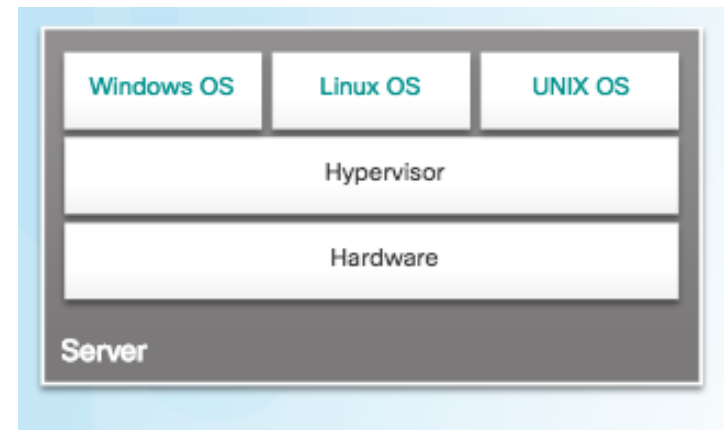 Windows OS Linux OS UNIX OS
Hypervisor
Hardware
Server